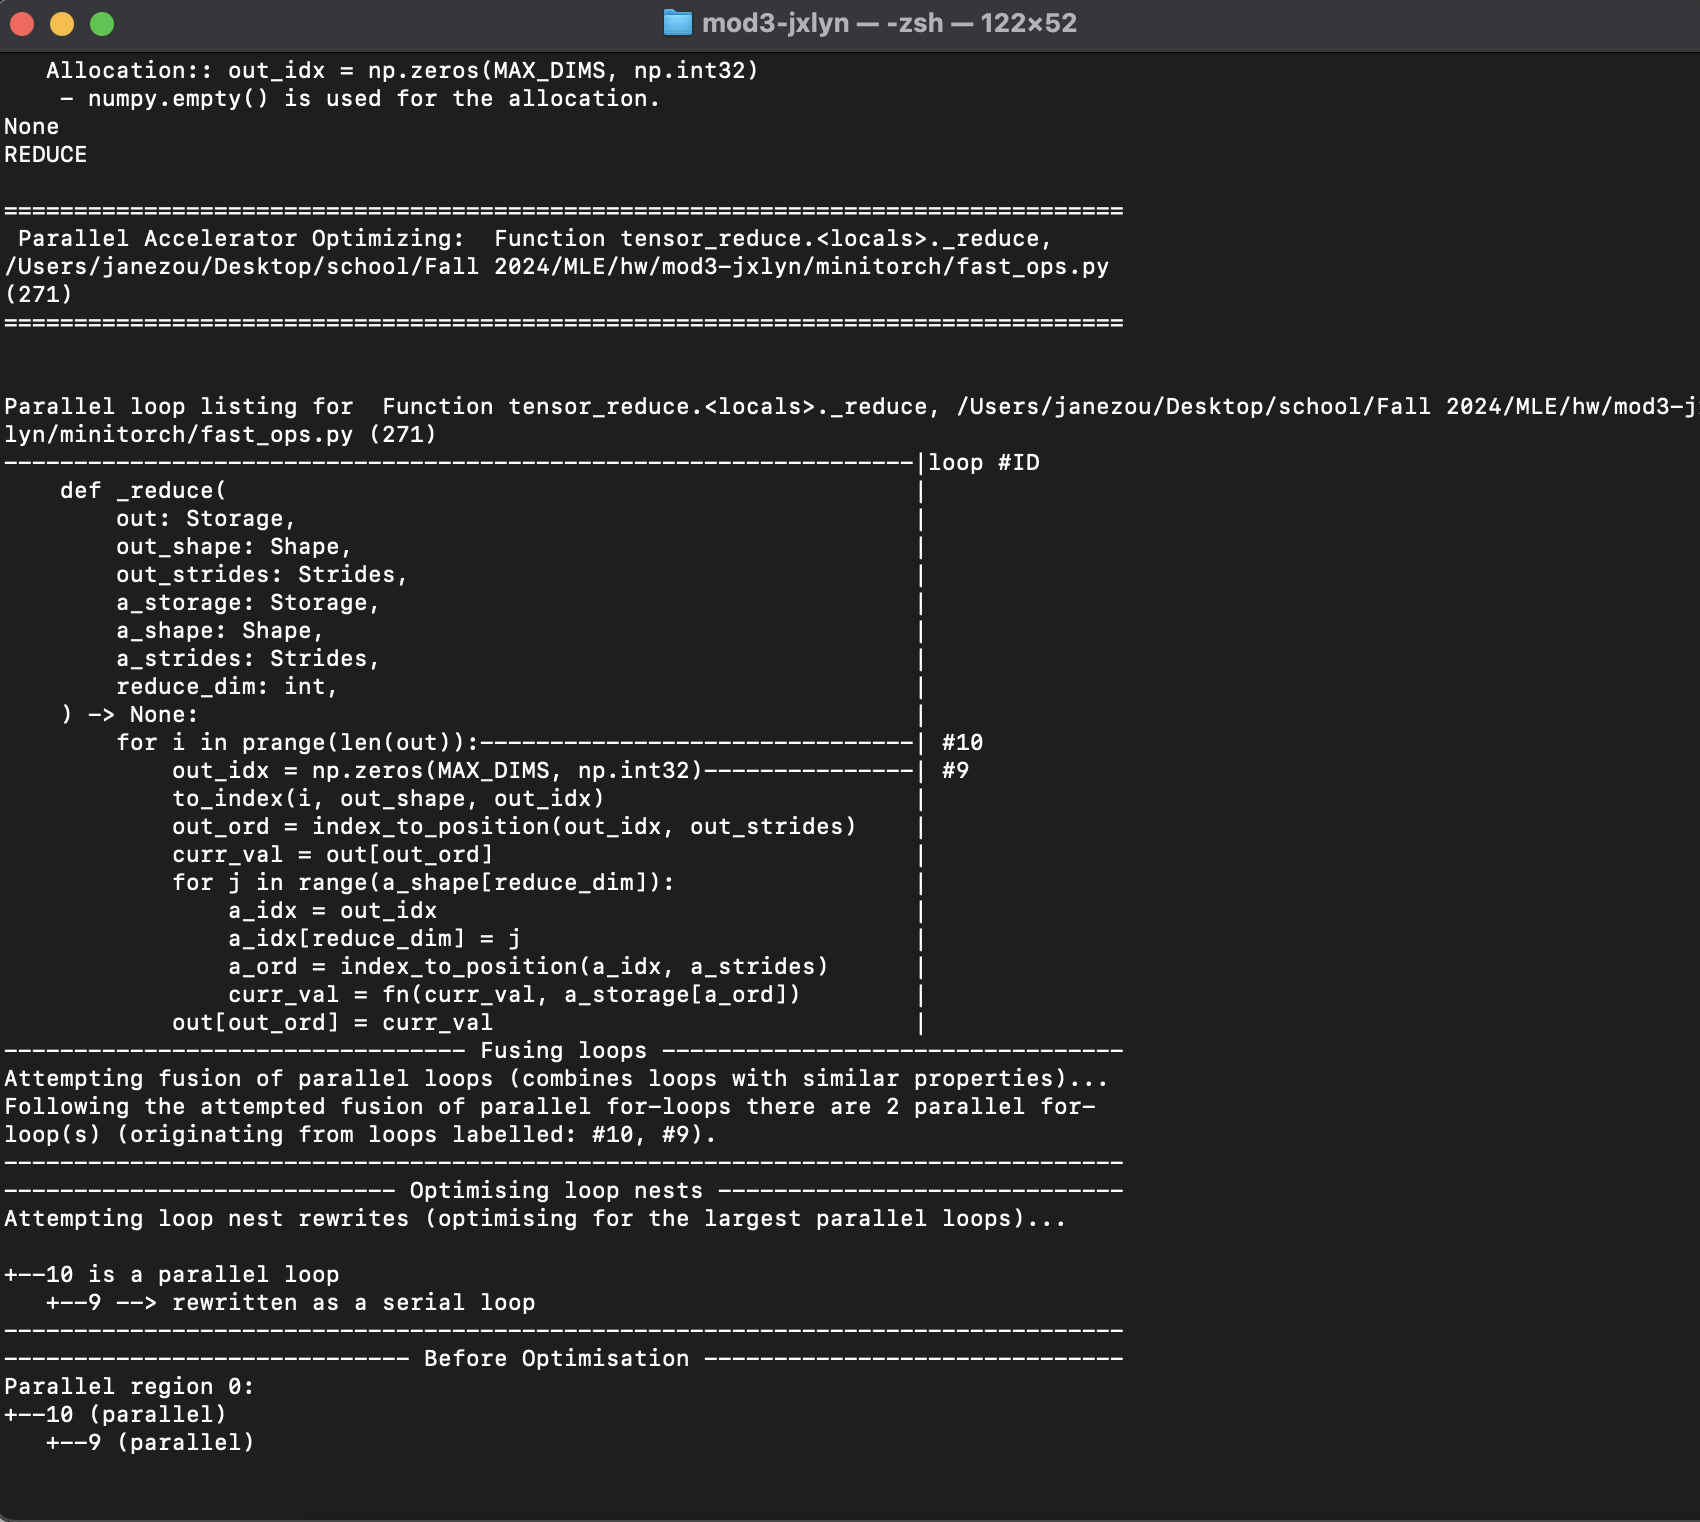 mod3-jxlyn — -zsh — 122×52
   Allocation:: out_idx = np.zeros(MAX_DIMS, np.int32)
    - numpy.empty() is used for the allocation.
None
REDUCE
================================================================================
 Parallel Accelerator Optimizing:  Function tensor_reduce.<locals>._reduce,
/Users/janezou/Desktop/school/Fall 2024/MLE/hw/mod3-jxlyn/minitorch/fast_ops.py
(271)
================================================================================
Parallel loop listing for  Function tensor_reduce.<locals>._reduce, /Users/janezou/Desktop/school/Fall 2024/MLE/hw/mod3-j
lyn/minitorch/fast_ops.py (271)
-----------------------------------------------------------------|loop #ID
    def _reduce(                                                 |
        out: Storage,                                            |
        out_shape: Shape,                                        |
        out_strides: Strides,                                    |
        a_storage: Storage,                                      |
        a_shape: Shape,                                          |
        a_strides: Strides,                                      |
        reduce_dim: int,                                         |
    ) -> None:                                                   |
        for i in prange(len(out)):-------------------------------| #10
            out_idx = np.zeros(MAX_DIMS, np.int32)---------------| #9
            to_index(i, out_shape, out_idx)                      |
            out_ord = index_to_position(out_idx, out_strides)    |
            curr_val = out[out_ord]                              |
            for j in range(a_shape[reduce_dim]):                 |
                a_idx = out_idx                                  |
                a_idx[reduce_dim] = j                            |
                a_ord = index_to_position(a_idx, a_strides)      |
                curr_val = fn(curr_val, a_storage[a_ord])        |
            out[out_ord] = curr_val                              |
--------------------------------- Fusing loops ---------------------------------
Attempting fusion of parallel loops (combines loops with similar properties)...
Following the attempted fusion of parallel for-loops there are 2 parallel for-
loop(s) (originating from loops labelled: #10, #9).
--------------------------------------------------------------------------------
---------------------------- Optimising loop nests -----------------------------
Attempting loop nest rewrites (optimising for the largest parallel loops)...
+--10 is a parallel loop
   +--9 --> rewritten as a serial loop
--------------------------------------------------------------------------------
----------------------------- Before Optimisation ------------------------------
Parallel region 0:
+--10 (parallel)
   +--9 (parallel)